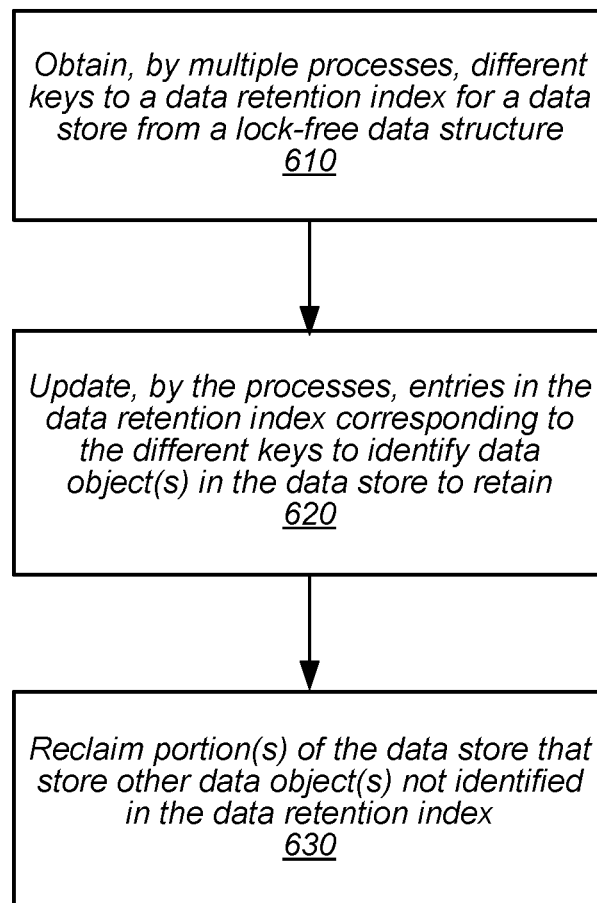 Obtain, by multiple processes, different
keys to a data retention index for a data
store from a lock-free data structure
610
Update, by the processes, entries in the
data retention index corresponding to
the different keys to identify data
object(s) in the data store to retain
620
Reclaim portion(s) of the data store that
store other data object(s) not identified
in the data retention index
630